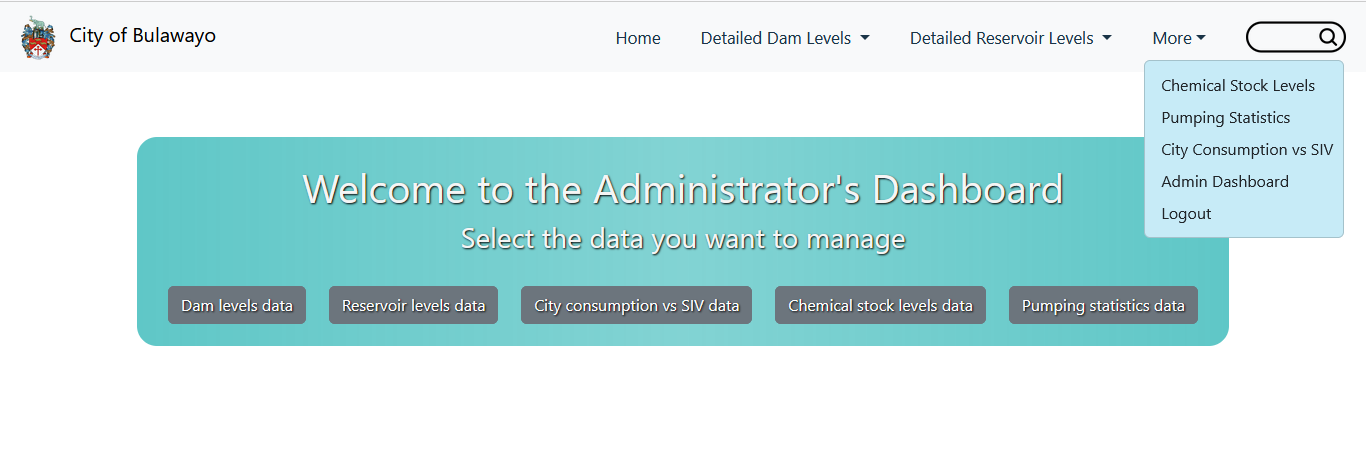 City of Bulawayo
Home
Detailed Dam Levels
Detailed Reservoir Levels
More
Chemical Stock Levels
Pumping Statistics
City Consumption vs SIV
Admin Dashboard
Logout
Welcome to the Administrator's Dashboard
Select the data you want to manage
Dam levels data
Reservoir levels data
City consumption vs SIV data
Chemical stock levels data
Pumping statistics data